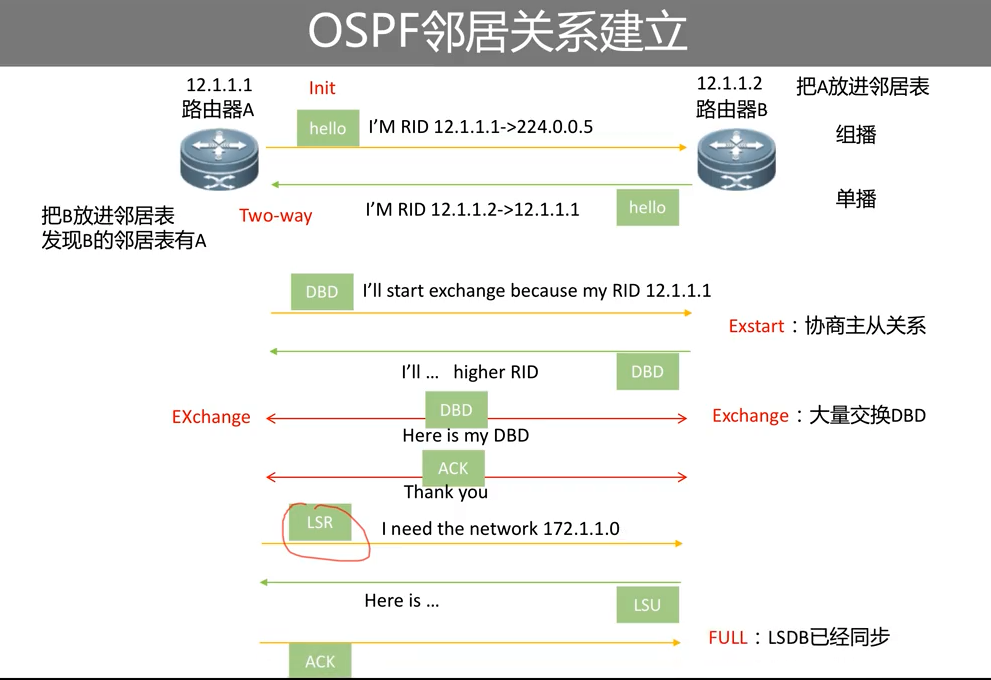 OSPF邻居关系建立
12.1.1.1
路由器A
Init
12.1.1.2
路由器B
把A放进邻居表
hello
I'M RID 12.1.1.1->224.0.0.5
组播
单播
把B放进邻居表
发现B的邻居表有A
Two-way
I'M RID 12.1.1.2->12.1.1.1
hello
DBD
I'll start exchange because my RID 12.1.1.1
Exstart：协商主从关系
I'll ... higher RID
DBD
EXchange
DBD
Exchange：大量交换DBD
Here is my DBD
ACK
Thank you
LSR
I need the network 172.1.1.0
Here is ...
LSU
FULL：LSDB已经同步
ACK